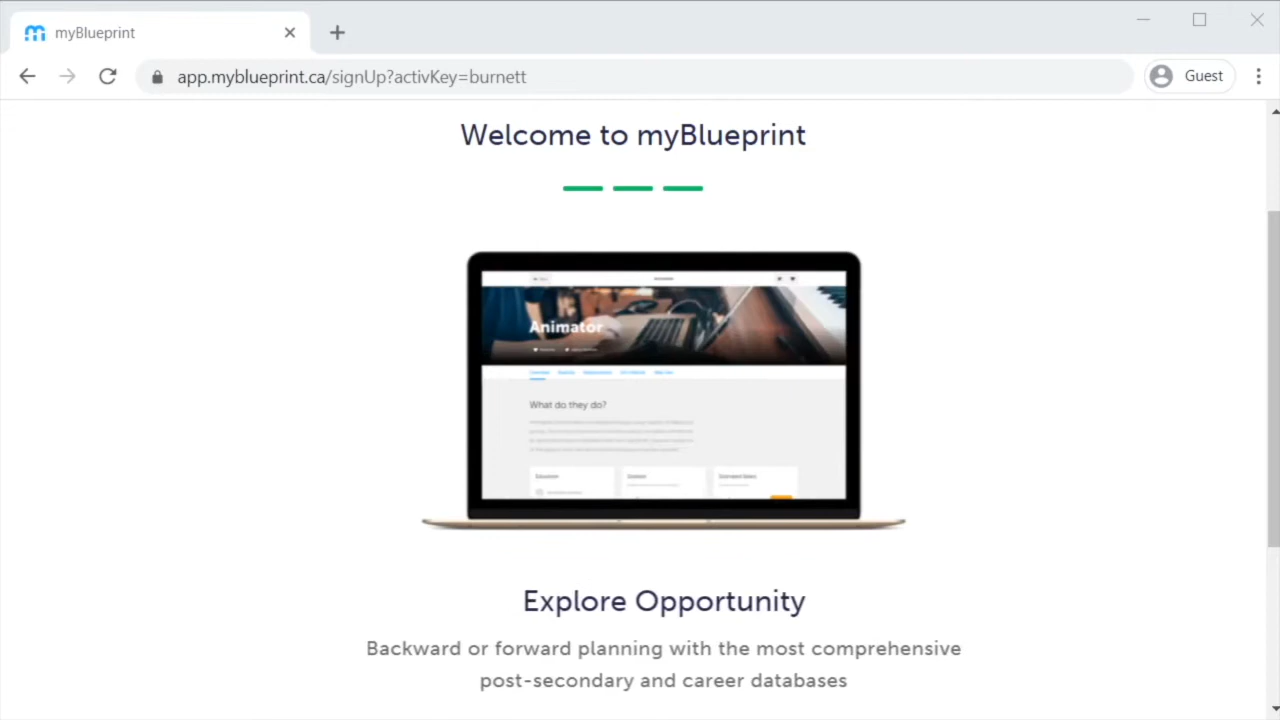 myBlueprint
app.myblueprint.ca/signUp?activKey=burnett
Guest
Welcome to myBlueprint
Animator
What do they do?
Explore Opportunity
Backward or forward planning with the most comprehensive
post-secondary and career databases